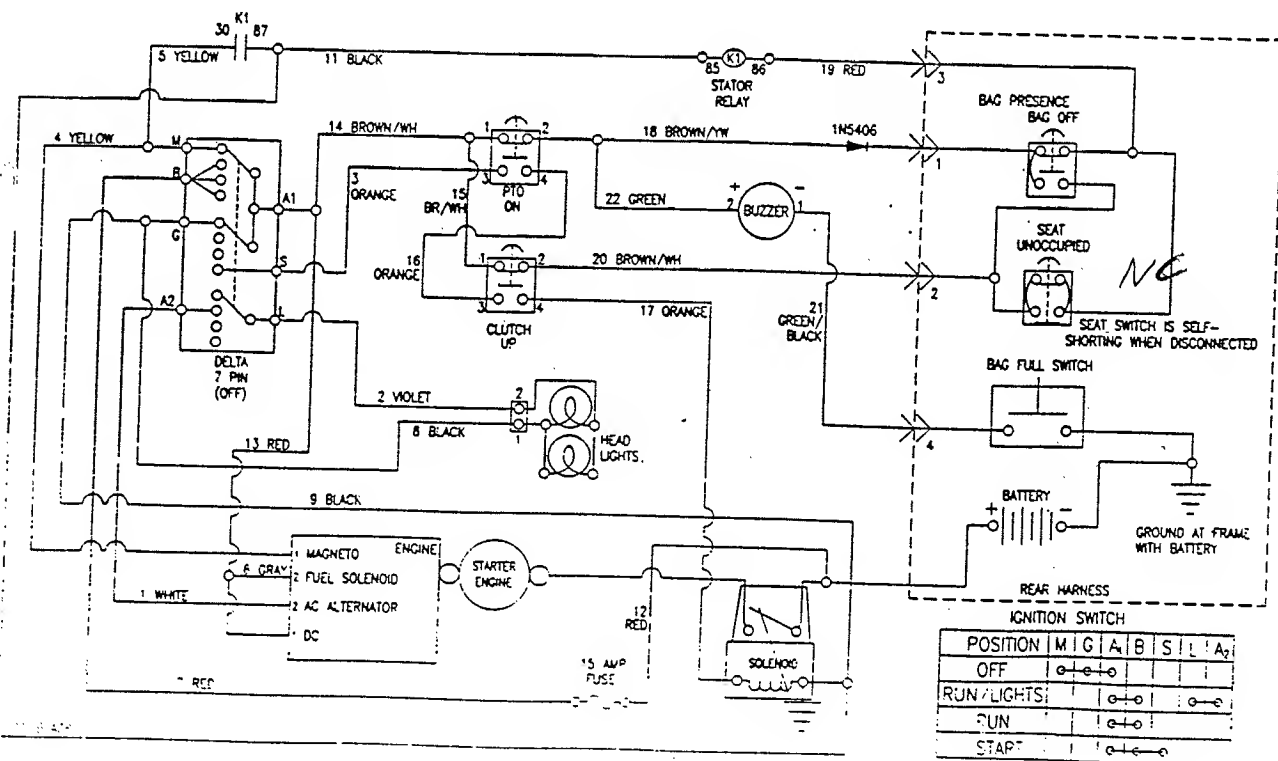 K1
30 87
5 YELLOW
11 BLACK
85 K1 86
STATOR
RELAY
19 RED
3
BAG PRESENCE
BAG OFF
4 YELLOW
M
14 BROWN/WH
1 2
18 BROWN/YW
1N5406
1
B
3
ORANGE
3 4
PTO
ON
A1
15
BR/WH
22 GREEN
+ -
2 BUZZER 1
SEAT
UNOCCUPIED
G
S
16
ORANGE
1 2
20 BROWN/WH
2
NC
A2
L
3 4
CLUTCH
UP
17 ORANGE
21
GREEN/
BLACK
SEAT SWITCH IS SELF-
SHORTING WHEN DISCONNECTED
DELTA
7 PIN
(OFF)
BAG FULL SWITCH
2 VIOLET
2
8 BLACK
1
HEAD
LIGHTS
4
13 RED
9 BLACK
BATTERY
+ -
GROUND AT FRAME
WITH BATTERY
1 MAGNETO
ENGINE
6 GRAY
2 FUEL SOLENOID
STARTER
ENGINE
1 WHITE
2 AC ALTERNATOR
DC
12
RED
REAR HARNESS
15 AMP
FUSE
SOLENOID
RED
IGNITION SWITCH
POSITION M G A1 B S L A2
OFF
RUN/LIGHTS
RUN
START